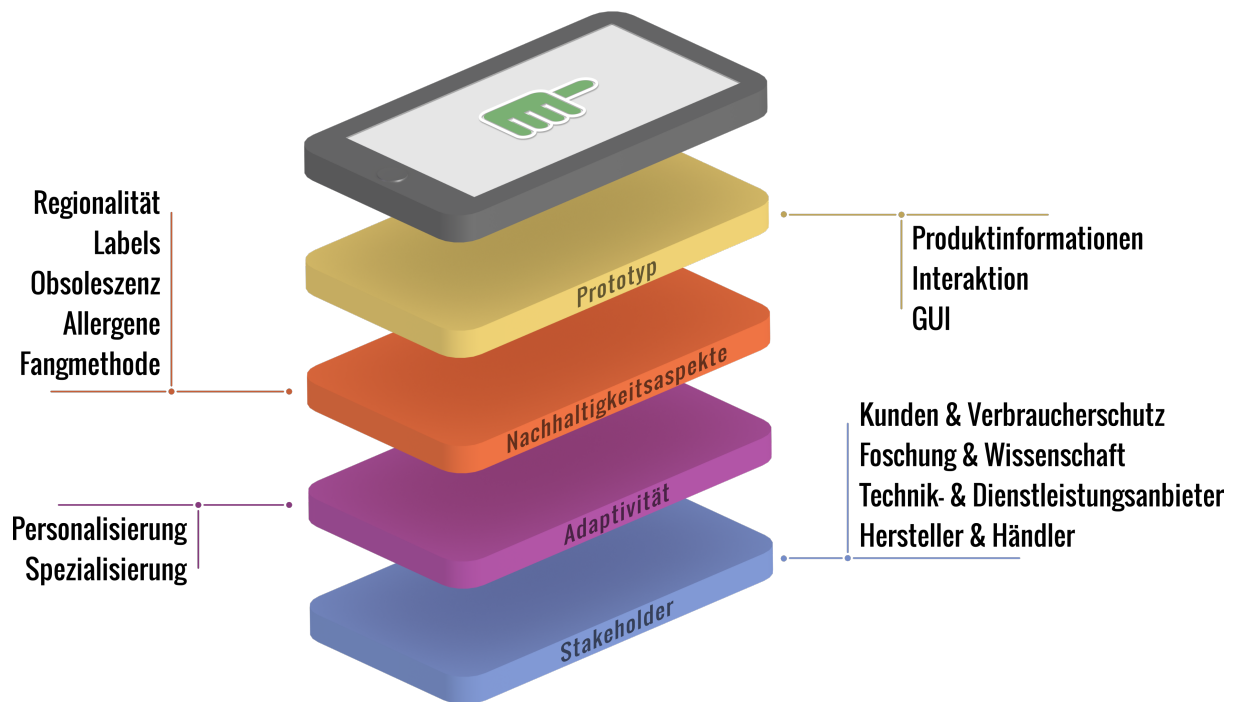 Regionalität
Labels
Obsoleszenz
Allergene
Fangmethode
Prototyp
Produktinformationen
Interaktion
GUI
Nachhaltigkeitsaspekte
Kunden & Verbraucherschutz
Foschung & Wissenschaft
Technik- & Dienstleistungsanbieter
Hersteller & Händler
Adaptivität
Personalisierung
Spezialisierung
Stakeholder